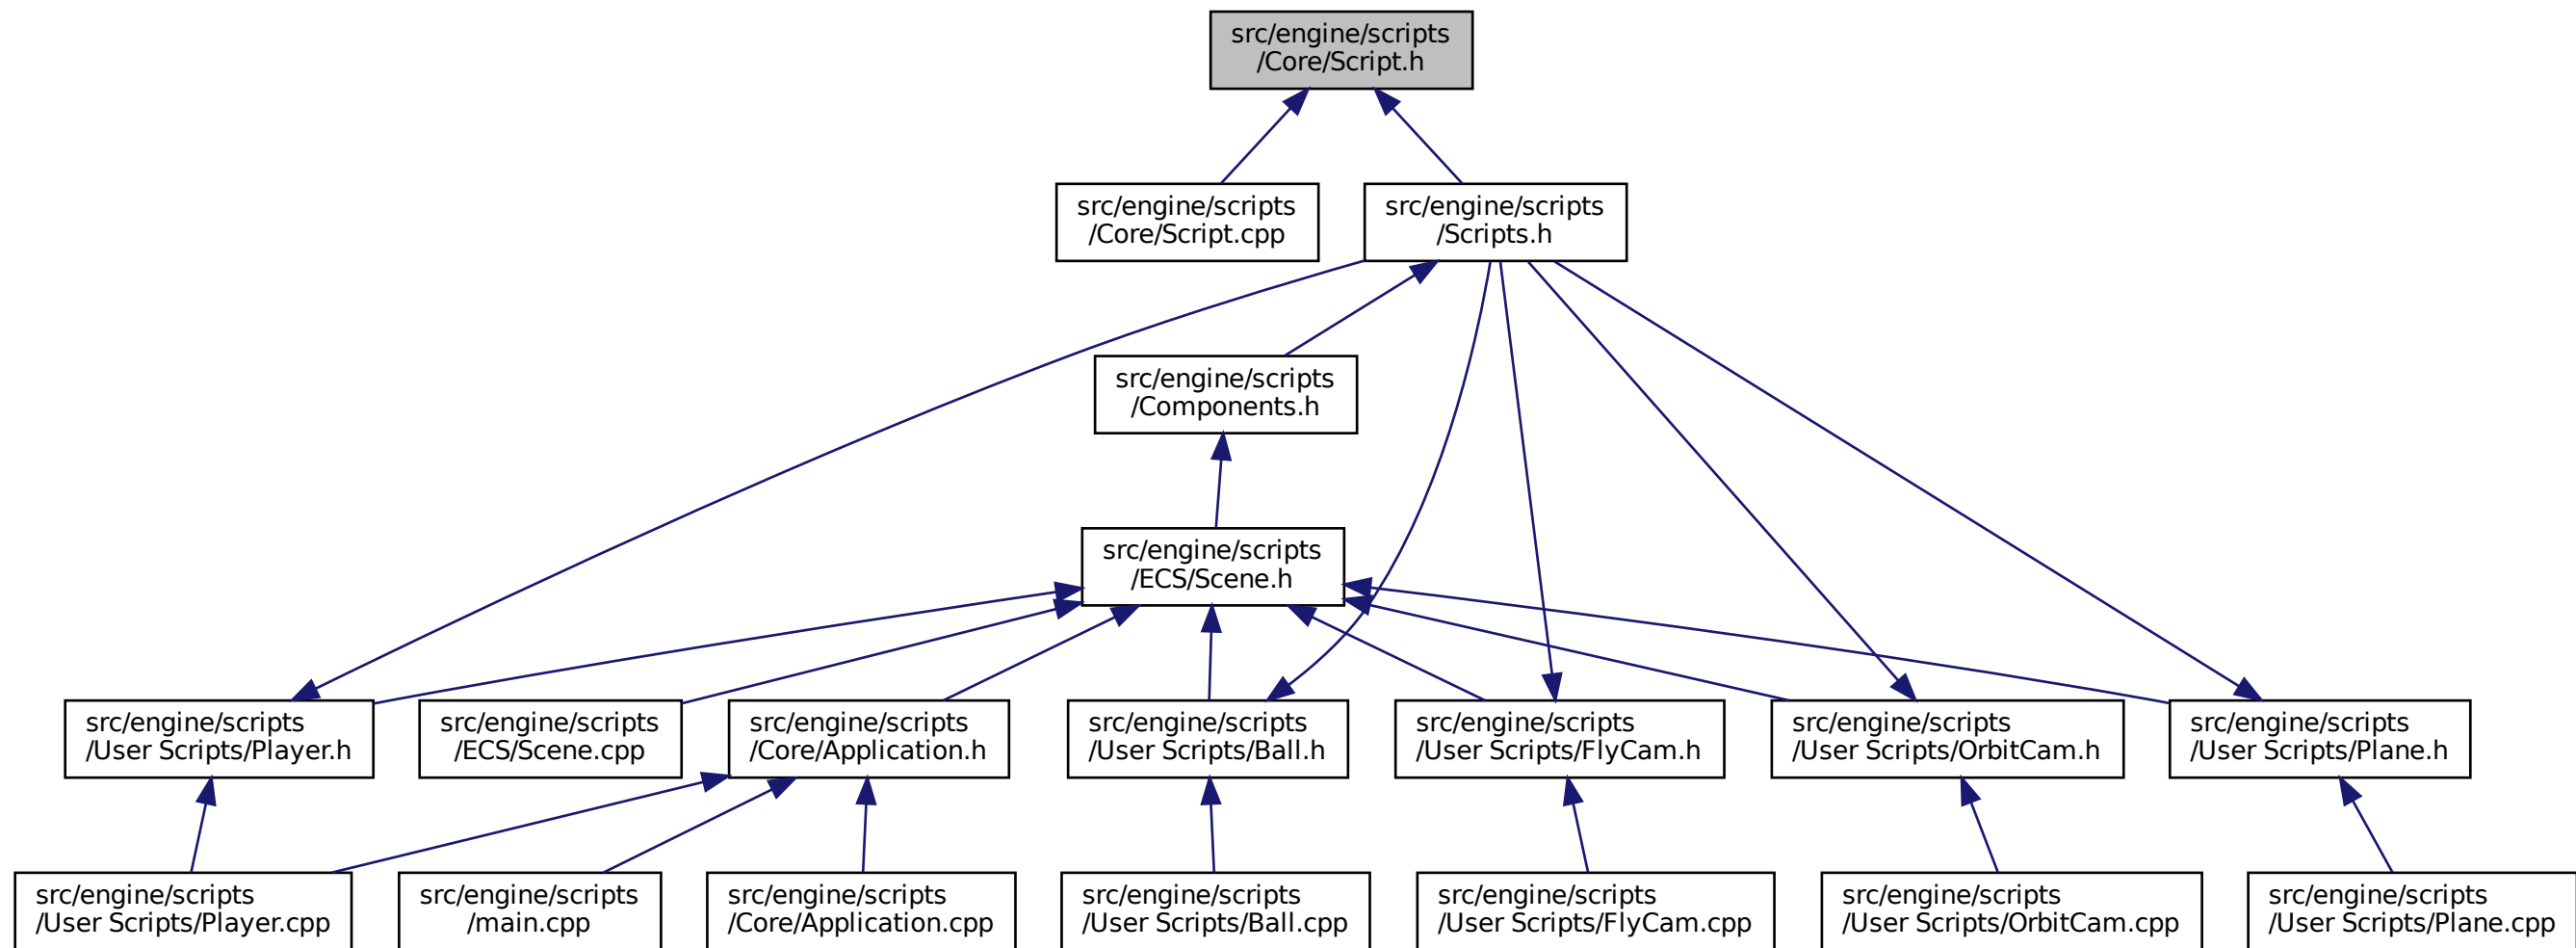 src/engine/scripts
/Core/Script.h
src/engine/scripts
/Core/Script.cpp
src/engine/scripts
/Scripts.h
src/engine/scripts
/Components.h
src/engine/scripts
/ECS/Scene.h
src/engine/scripts
/User Scripts/Player.h
src/engine/scripts
/ECS/Scene.cpp
src/engine/scripts
/Core/Application.h
src/engine/scripts
/User Scripts/Ball.h
src/engine/scripts
/User Scripts/FlyCam.h
src/engine/scripts
/User Scripts/OrbitCam.h
src/engine/scripts
/User Scripts/Plane.h
src/engine/scripts
/User Scripts/Player.cpp
src/engine/scripts
/main.cpp
src/engine/scripts
/Core/Application.cpp
src/engine/scripts
/User Scripts/Ball.cpp
src/engine/scripts
/User Scripts/FlyCam.cpp
src/engine/scripts
/User Scripts/OrbitCam.cpp
src/engine/scripts
/User Scripts/Plane.cpp